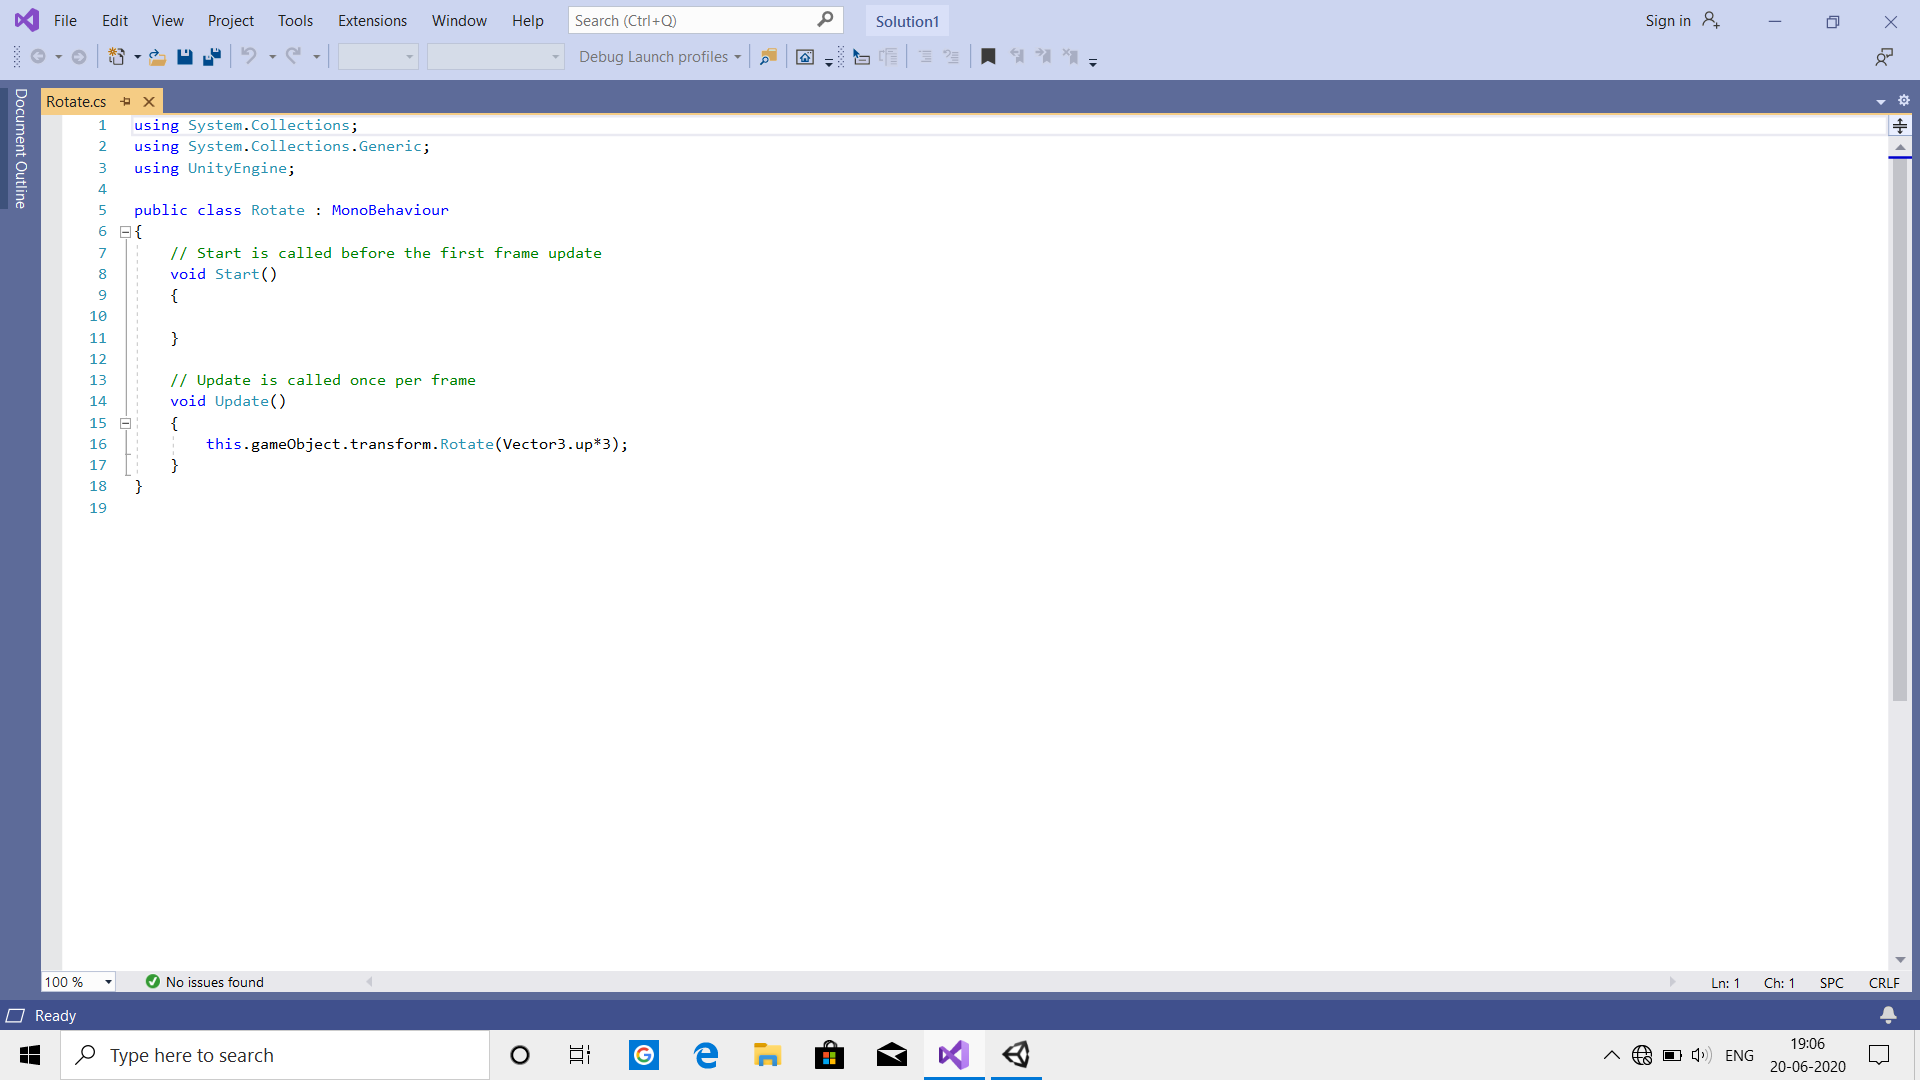 File Edit View Project Tools Extensions Window Help Search (Ctrl+Q) Solution1 Sign in
Debug Launch profiles
Document Outline
Rotate.cs
1 using System.Collections;
2 using System.Collections.Generic;
3 using UnityEngine;
4
5 public class Rotate : MonoBehaviour
6 {
7 // Start is called before the first frame update
8 void Start()
9 {
10
11 }
12
13 // Update is called once per frame
14 void Update()
15 {
16 this.gameObject.transform.Rotate(Vector3.up*3);
17 }
18 }
19
100 % No issues found Ln: 1 Ch: 1 SPC CRLF
Ready
Type here to search ENG 19:06
20-06-2020